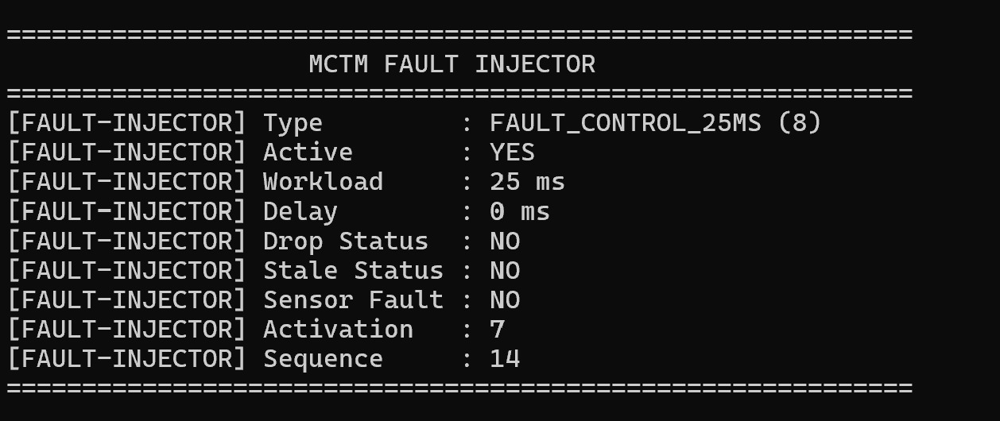 ============================================================
                    MCTM FAULT INJECTOR
============================================================
[FAULT-INJECTOR] Type         : FAULT_CONTROL_25MS (8)
[FAULT-INJECTOR] Active       : YES
[FAULT-INJECTOR] Workload     : 25 ms
[FAULT-INJECTOR] Delay        : 0 ms
[FAULT-INJECTOR] Drop Status  : NO
[FAULT-INJECTOR] Stale Status : NO
[FAULT-INJECTOR] Sensor Fault : NO
[FAULT-INJECTOR] Activation   : 7
[FAULT-INJECTOR] Sequence     : 14
============================================================